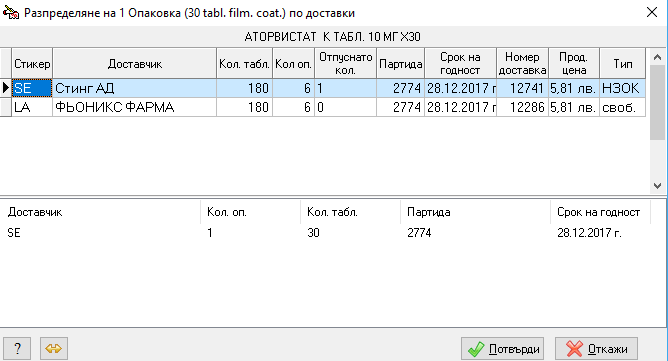 Разпределяне на 1 Опаковка (30 tabl. film. coat.) по доставки
АТОРВИСТАТ К ТАБЛ. 10 МГ X30
Стикер Доставчик Кол. табл. Кол оп. Отпуснато кол. Партида Срок на годност Номер доставка Прод. цена Тип
SE Стинг АД 180 6 1 2774 28.12.2017 г 12741 5,81 лв. НЗОК
LA ФЬОНИКС ФАРМА 180 6 0 2774 28.12.2017 г 12286 5,81 лв. своб.
Доставчик Кол. оп. Кол. табл. Партида Срок на годност
SE 1 30 2774 28.12.2017 г.
? Потвърди Откажи